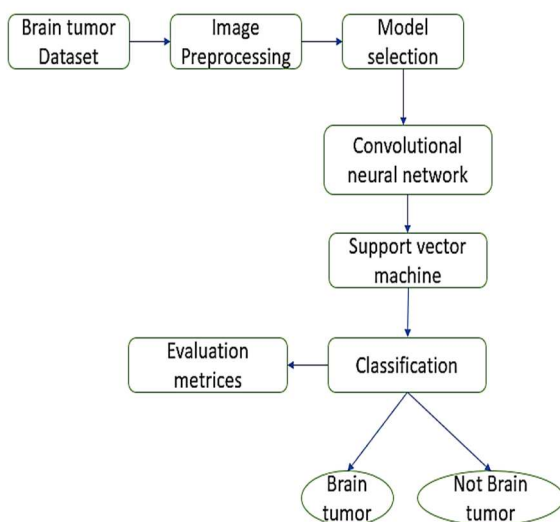 Brain tumor
Dataset
Image
Preprocessing
Model
selection
Convolutional
neural network
Support vector
machine
Evaluation
metrices
Classification
Brain
tumor
Not Brain
tumor